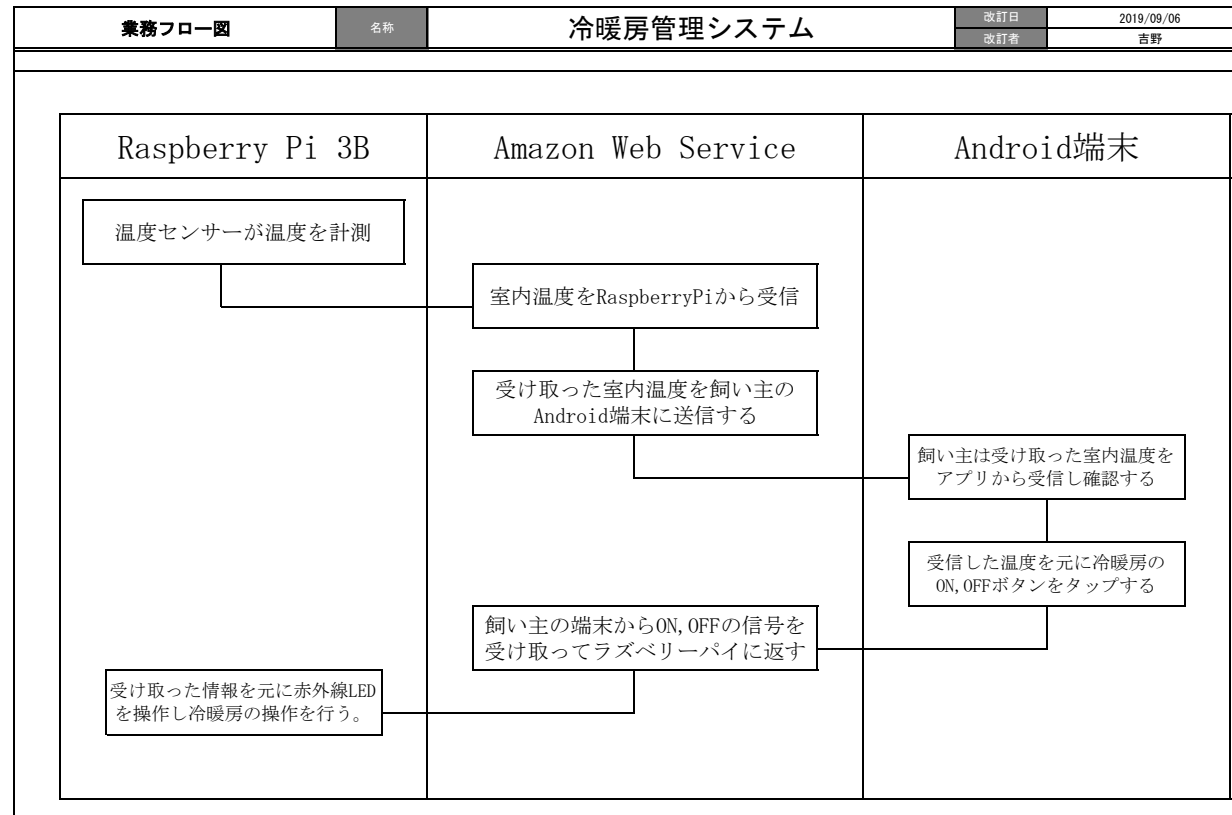 業務フロー図
名称
冷暖房管理システム
改訂日
2019/09/06
改訂者
吉野
Raspberry Pi 3B
Amazon Web Service
Android端末
温度センサーが温度を計測
室内温度をRaspberryPiから受信
受け取った室内温度を飼い主の
Android端末に送信する
飼い主は受け取った室内温度を
アプリから受信し確認する
受信した温度を元に冷暖房の
ON,OFFボタンをタップする
飼い主の端末からON,OFFの信号を
受け取ってラズベリーパイに返す
受け取った情報を元に赤外線LED
を操作し冷暖房の操作を行う。